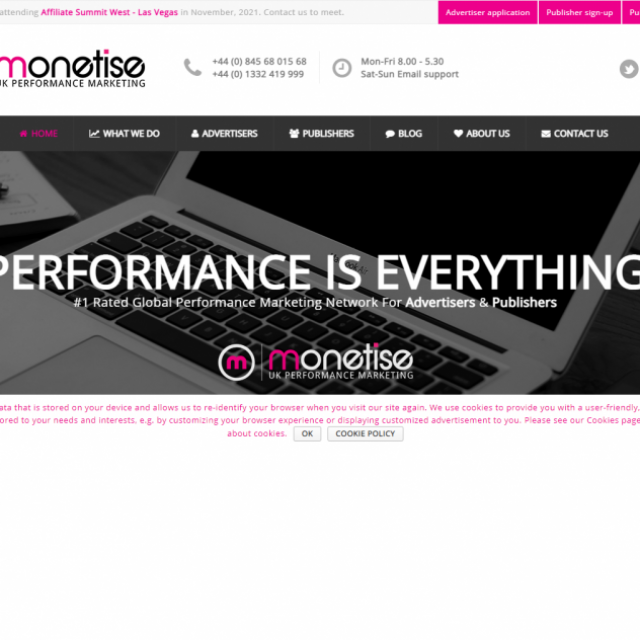 attending Affiliate Summit West - Las Vegas in November, 2021. Contact us to meet.
Advertiser application
Publisher sign-up
Pu
monetise
UK PERFORMANCE MARKETING
+44 (0) 845 68 015 68
+44 (0) 1332 419 999
Mon-Fri 8.00 - 5.30
Sat-Sun Email support
HOME
WHAT WE DO
ADVERTISERS
PUBLISHERS
BLOG
ABOUT US
CONTACT US
PERFORMANCE IS EVERYTHING
#1 Rated Global Performance Marketing Network For Advertisers & Publishers
m monetise
UK PERFORMANCE MARKETING
ata that is stored on your device and allows us to re-identify your browser when you visit our site again. We use cookies to provide you with a user-friendly,
ored to your needs and interests. e.g. by customizing your browser experience or displaying customized advertisement to you. Please see our Cookies page
about cookies. OK COOKIE POLICY